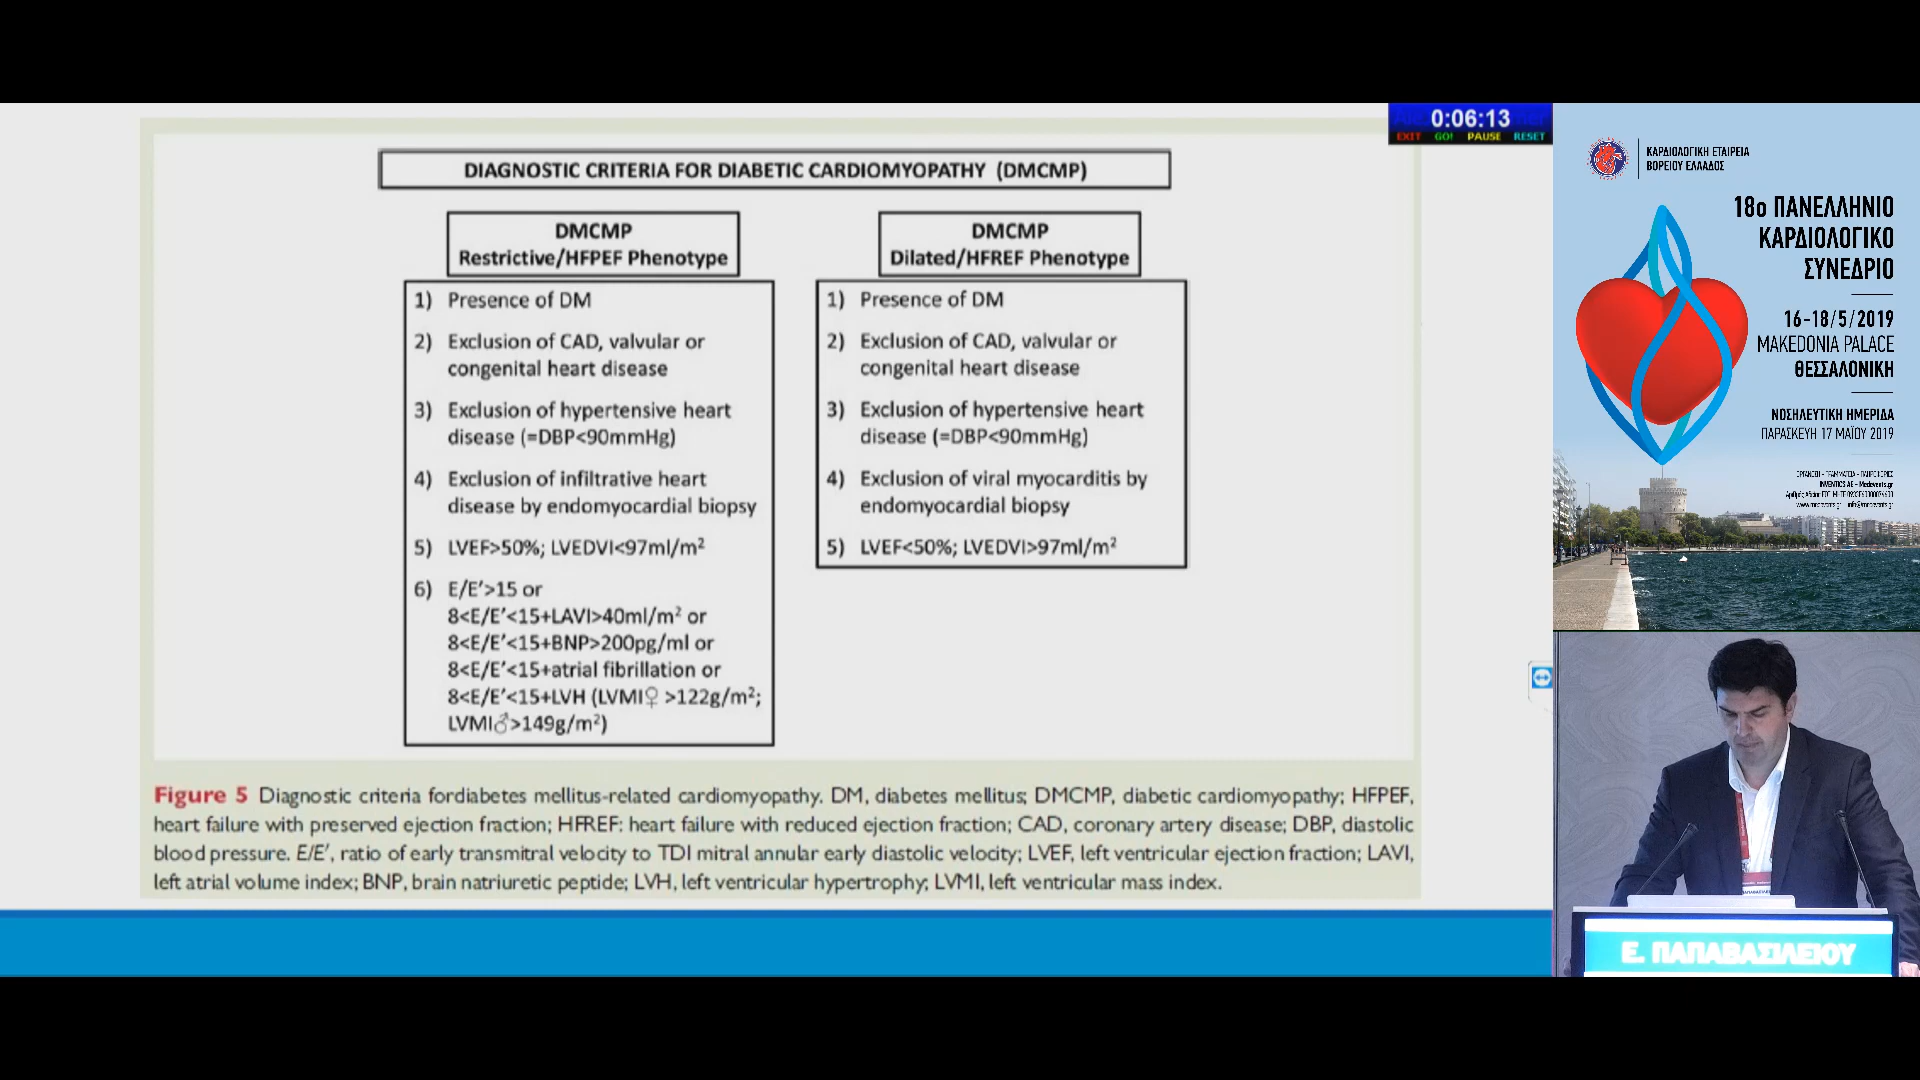 DIAGNOSTIC CRITERIA FOR DIABETIC CARDIOMYOPATHY (DMCMP)
DMCMP
Restrictive/HFPEF Phenotype
1) Presence of DM
2) Exclusion of CAD, valvular or
congenital heart disease
3) Exclusion of hypertensive heart
disease (=DBP<90mmHg)
4) Exclusion of infiltrative heart
disease by endomyocardial biopsy
5) LVEF>50%; LVEDVI<97ml/m²
6) E/E′>15 or
8<E/E′<15+LAVI>40ml/m² or
8<E/E′<15+BNP>200pg/ml or
8<E/E′<15+atrial fibrillation or
8<E/E′<15+LVH (LVMI♀ >122g/m²;
LVMI♂>149g/m²)
DMCMP
Dilated/HFREF Phenotype
1) Presence of DM
2) Exclusion of CAD, valvular or
congenital heart disease
3) Exclusion of hypertensive heart
disease (=DBP<90mmHg)
4) Exclusion of viral myocarditis by
endomyocardial biopsy
5) LVEF<50%; LVEDVI>97ml/m²
Figure 5 Diagnostic criteria fordiabetes mellitus-related cardiomyopathy. DM, diabetes mellitus; DMCMP, diabetic cardiomyopathy; HFPEF,
heart failure with preserved ejection fraction; HFREF: heart failure with reduced ejection fraction; CAD, coronary artery disease; DBP, diastolic
blood pressure. E/E′, ratio of early transmitral velocity to TDI mitral annular early diastolic velocity; LVEF, left ventricular ejection fraction; LAVI,
left atrial volume index; BNP, brain natriuretic peptide; LVH, left ventricular hypertrophy; LVMI, left ventricular mass index.
0:06:13
EXIT GO! PAUSE RESET
ΚΑΡΔΙΟΛΟΓΙΚΗ ΕΤΑΙΡΕΙΑ
ΒΟΡΕΙΟΥ ΕΛΛΑΔΟΣ
18ο ΠΑΝΕΛΛΗΝΙΟ
ΚΑΡΔΙΟΛΟΓΙΚΟ
ΣΥΝΕΔΡΙΟ
16-18/5/2019
MAKEDONIA PALACE
ΘΕΣΣΑΛΟΝΙΚΗ
ΝΟΣΗΛΕΥΤΙΚΗ ΗΜΕΡΙΔΑ
ΠΑΡΑΣΚΕΥΗ 17 ΜΑΪΟΥ 2019
INVENTICS AE - Medevents.gr
Ε. ΠΑΠΑΒΑΣΙΛΕΙΟΥ